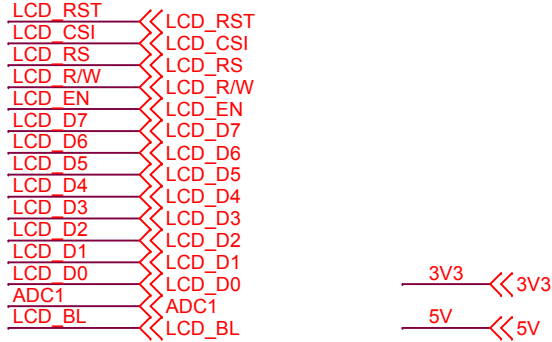 LCD_RST
LCD_RST
LCD_CSI
LCD_CSI
LCD_RS
LCD_RS
LCD_R/W
LCD_R/W
LCD_EN
LCD_EN
LCD_D7
LCD_D7
LCD_D6
LCD_D6
LCD_D5
LCD_D5
LCD_D4
LCD_D4
LCD_D3
LCD_D3
LCD_D2
LCD_D2
LCD_D1
LCD_D1
LCD_D0
LCD_D0
ADC1
ADC1
LCD_BL
LCD_BL
3V3
3V3
5V
5V